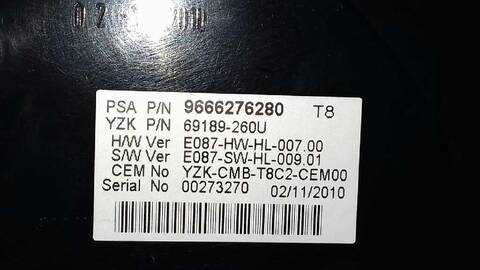 PSA P/N 9666276280 T8
YZK P/N 69189-260U
H/W Ver E087-HW-HL-007.00
S/W Ver E087-SW-HL-009.01
CEM No YZK-CMB-T8C2-CEM00
Serial No 00273270 02/11/2010